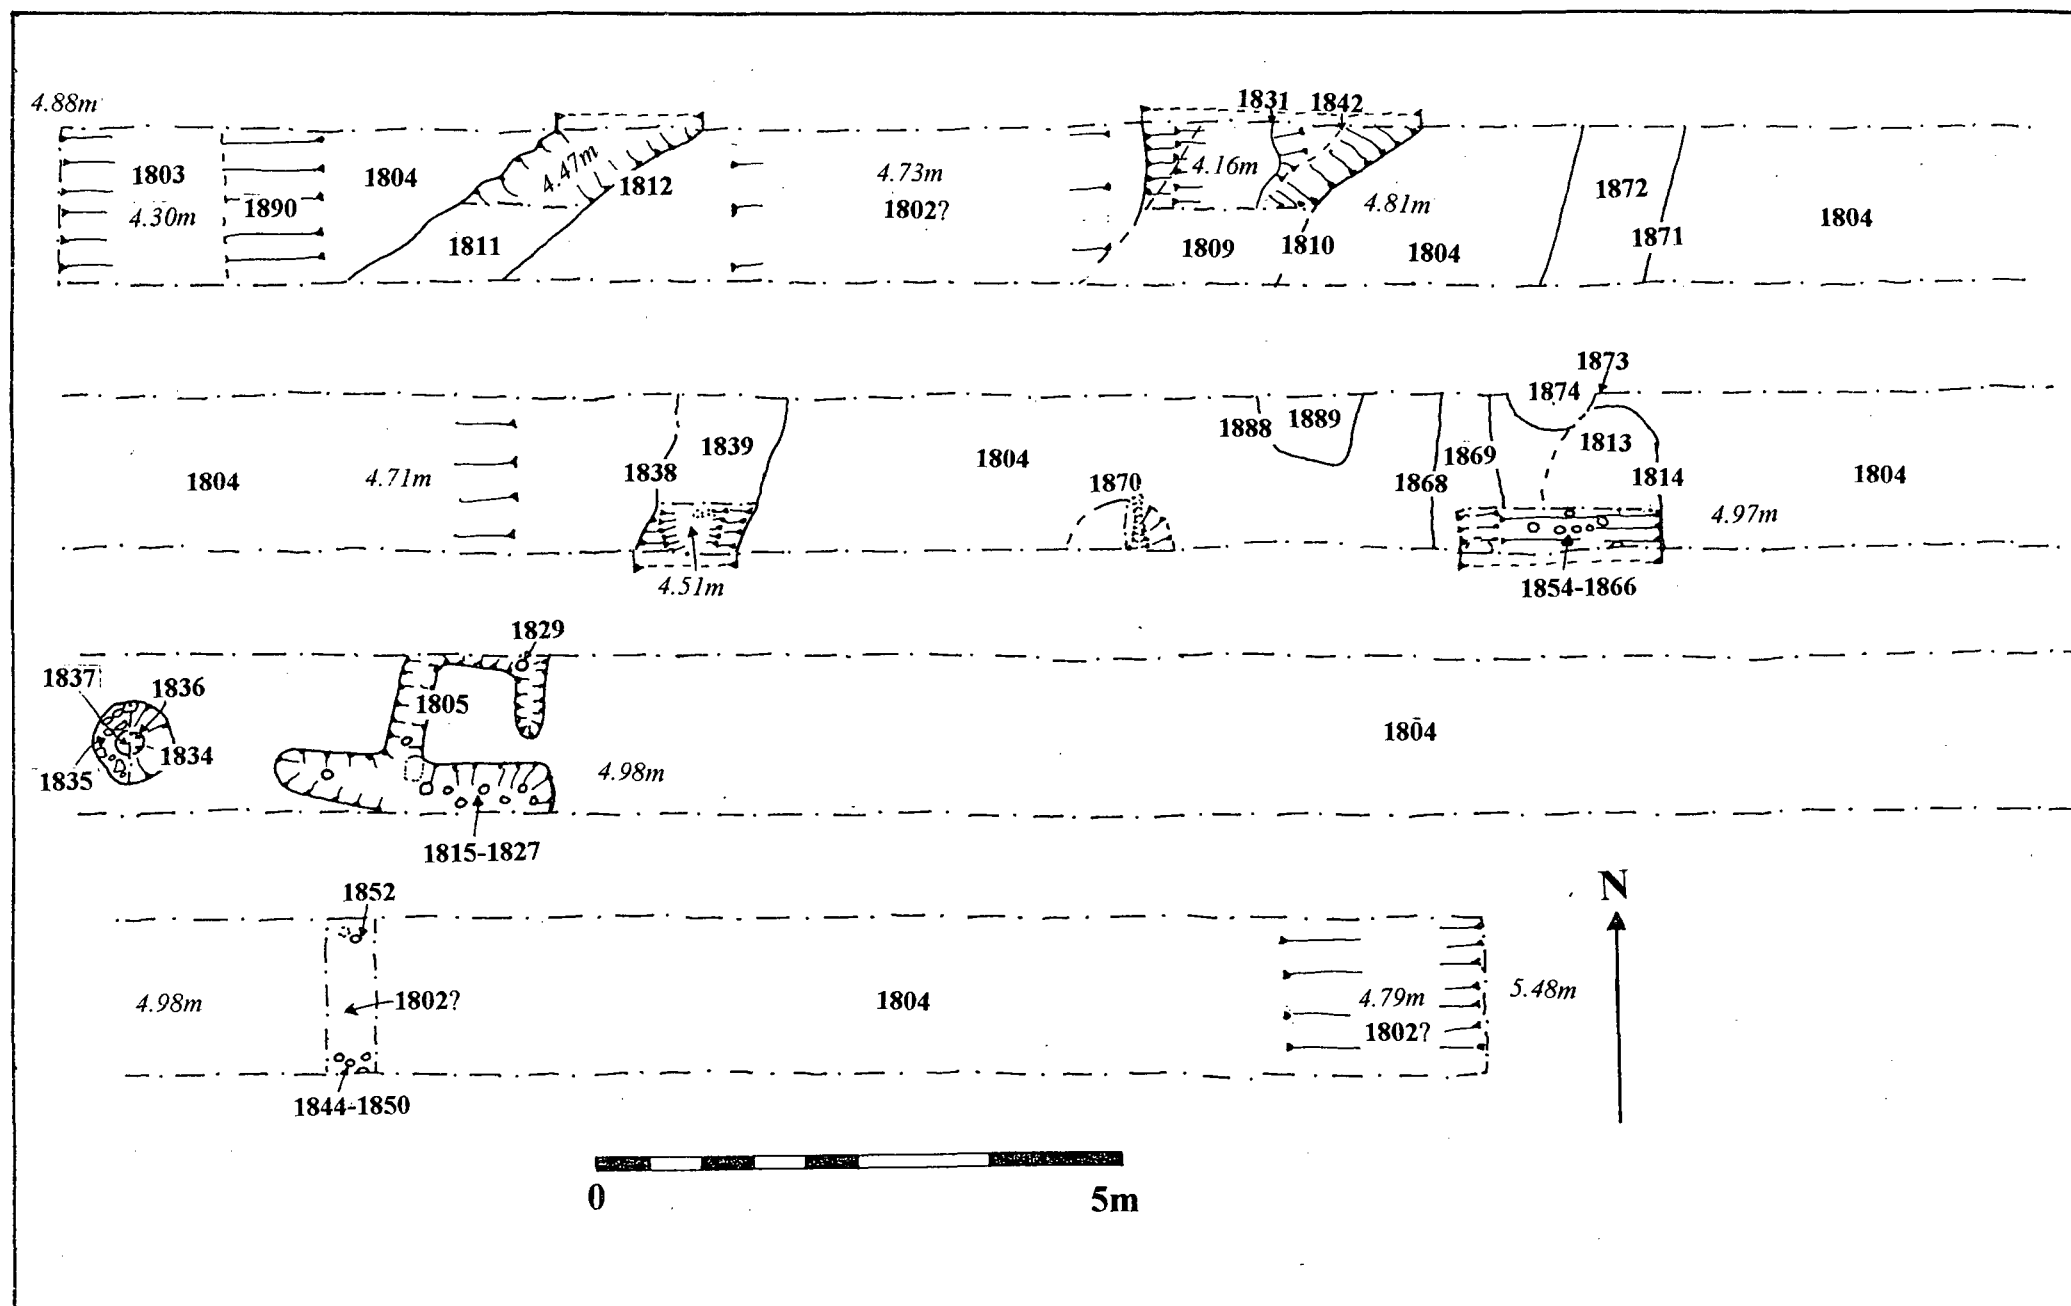 4.88m
1831 1842
1803 1804 4.47m 1812 4.73m 4.16m 1872
4.30m 1890 1802? 4.81m 1804
1811 1809 1810 1804 1871
1873
1874
1839 1888 1889 1813
1804 4.71m 1838 1804 1870 1868 1869 1814 1804
4.97m
4.51m 1854-1866
1829
1837 1836 1805
1835 1834 4.98m 1804
1815-1827
1852 N
4.98m 1802? 1804 4.79m 5.48m
1802?
1844-1850
0 5m